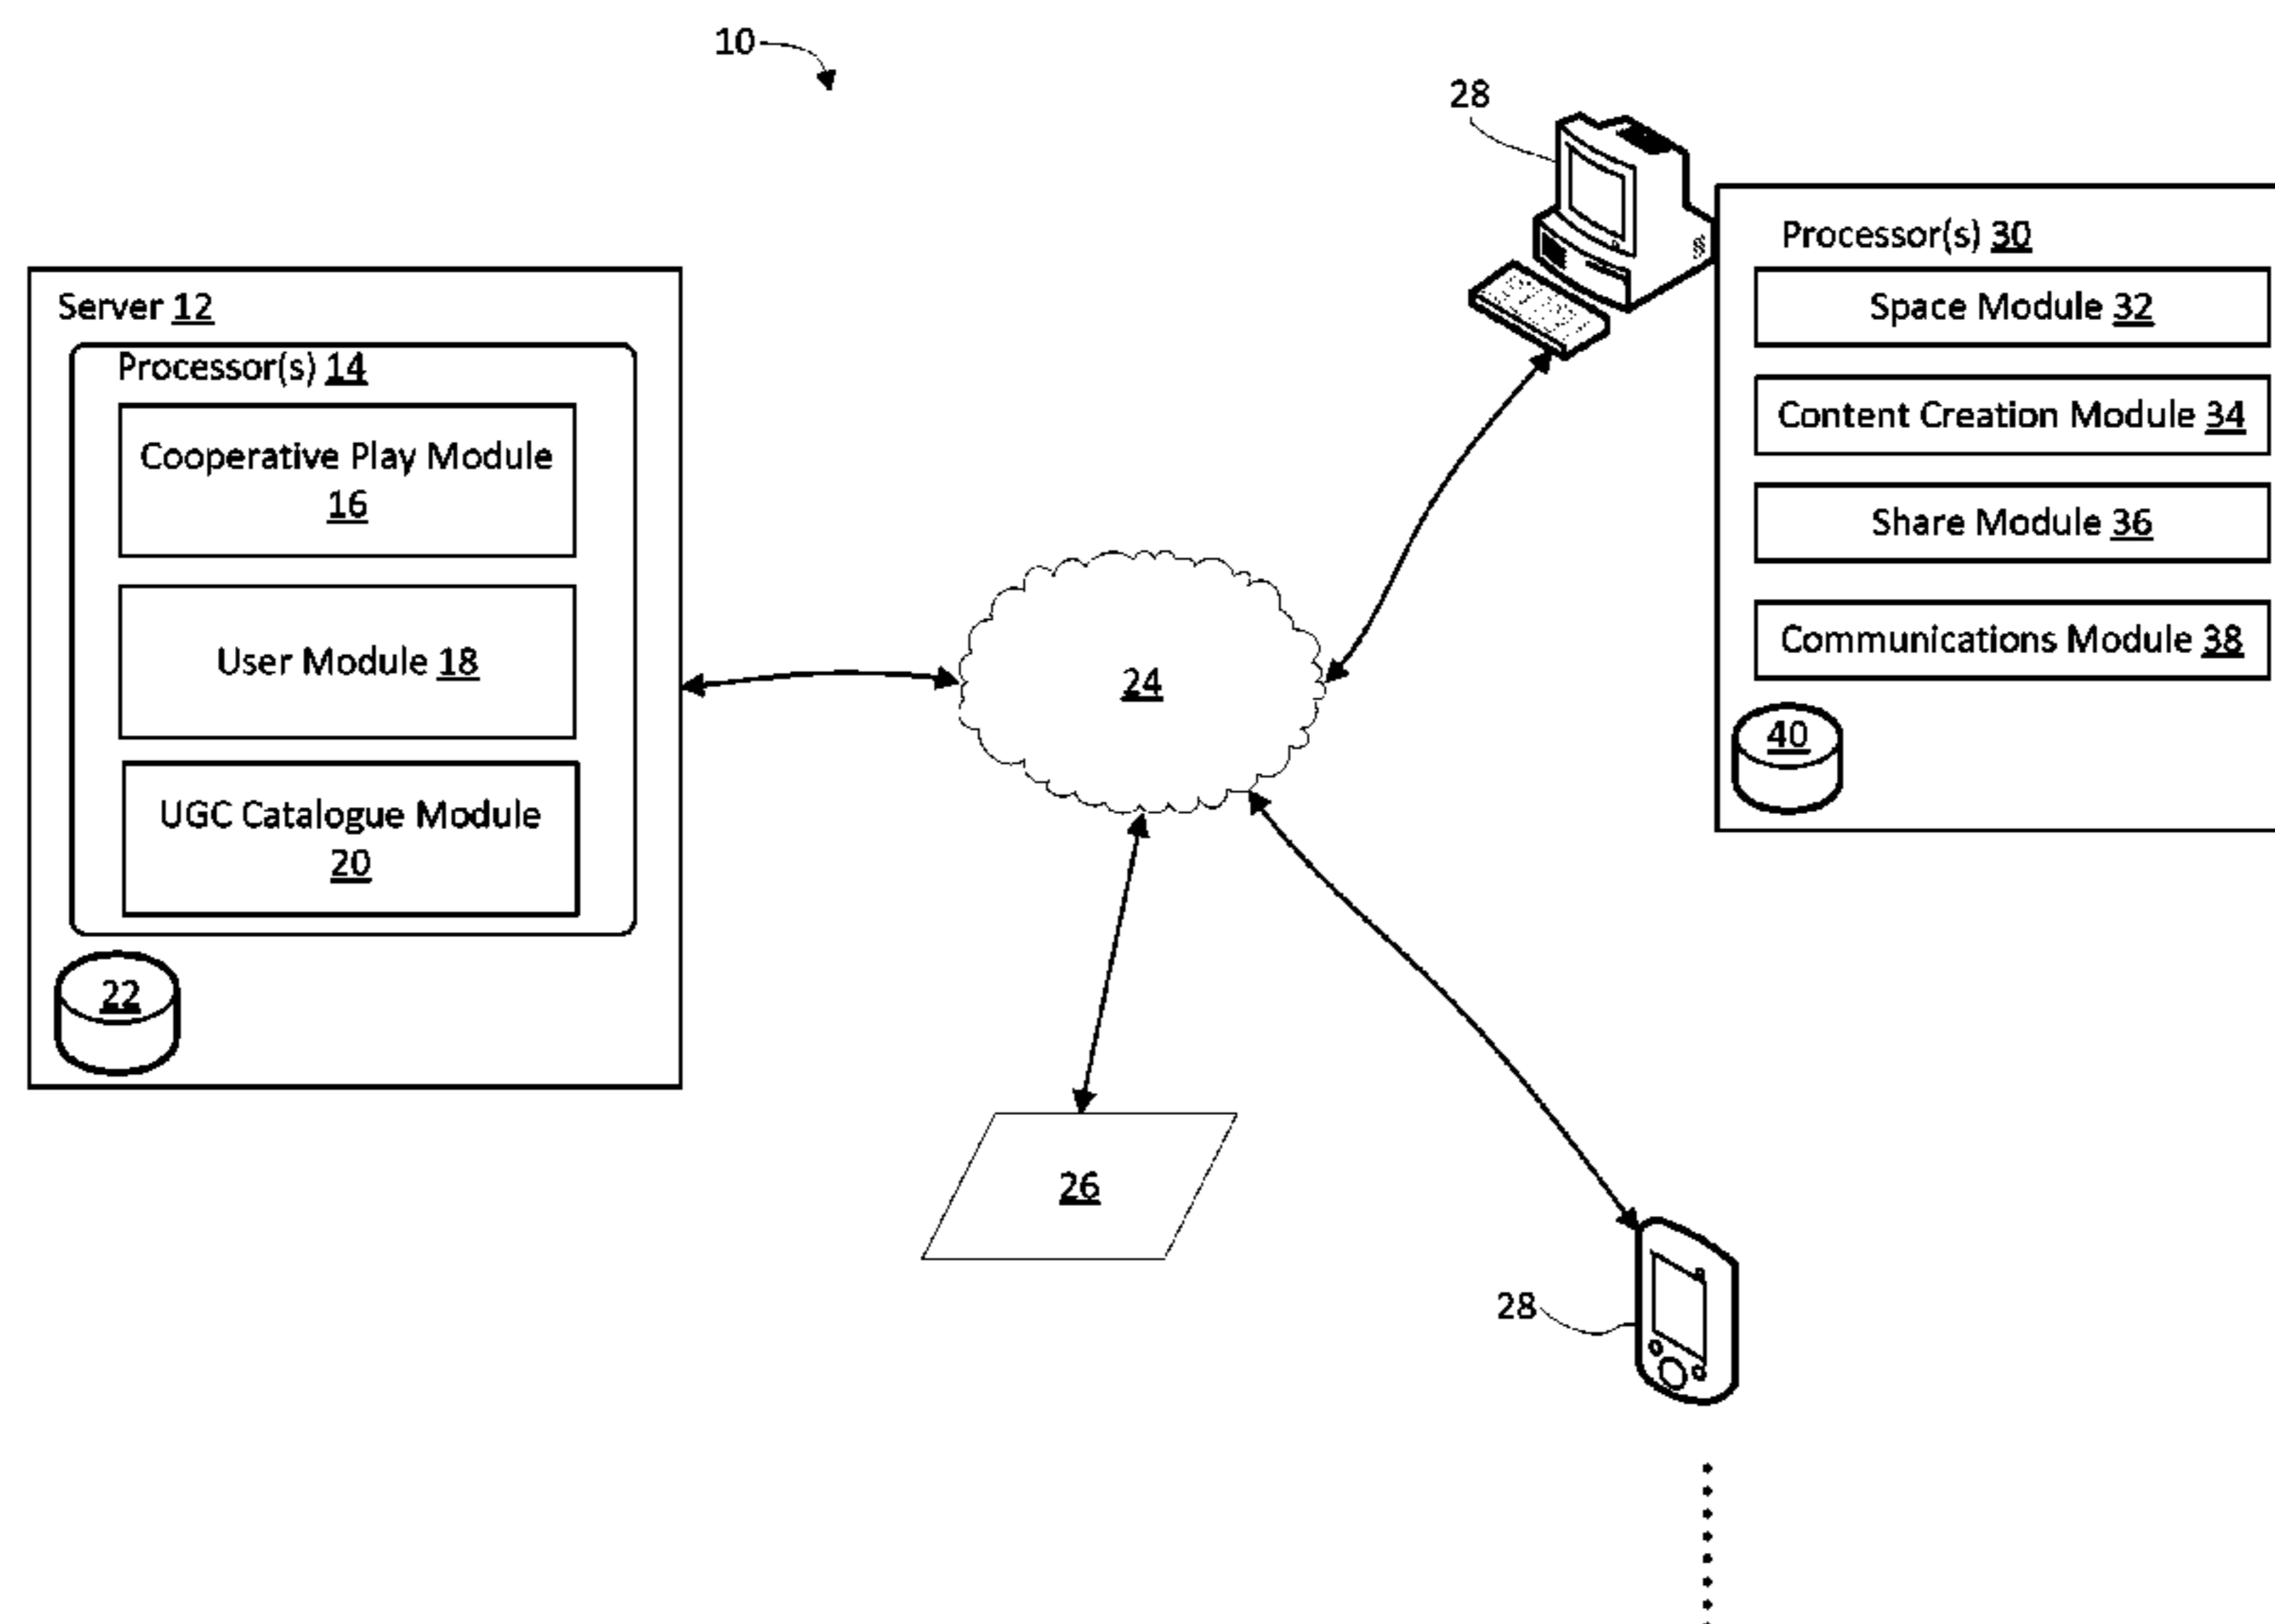 10
28
Processor(s) 30
Space Module 32
Content Creation Module 34
Share Module 36
Communications Module 38
40
Server 12
Processor(s) 14
Cooperative Play Module
16
User Module 18
UGC Catalogue Module
20
22
24
26
28